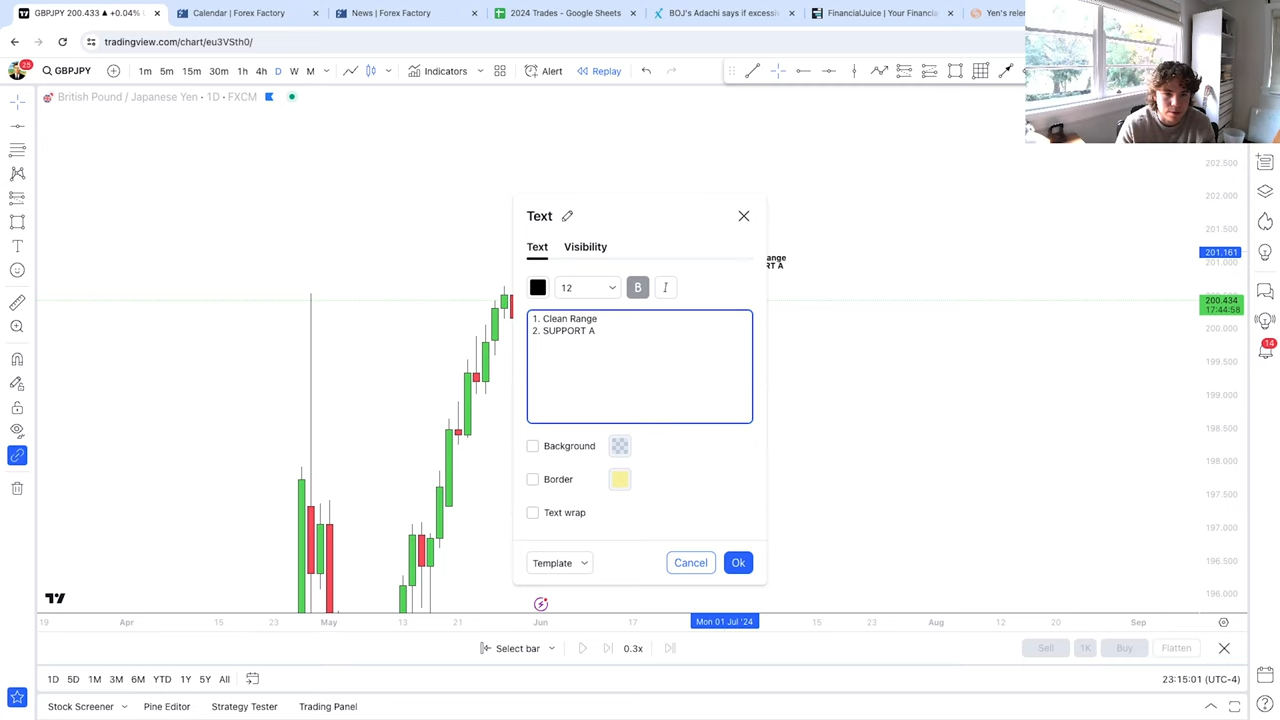 GBPJPY 200.433 ▲ +0.04%
Calendar | Forex Factory
News | Forex Factory
2024 Trades - Google Sheets
BOJ's Adachi says if excessiv
FinancialJuice | Your Financia
Yen's rele
tradingview.com/chart/eu3VSth0/
25
GBPJPY
1m 5m 15m 30m 1h 4h D W M
Indicators
Alert
Replay
British Pound / Japanese Yen · 1D · FXCM
202.500
202.000
201.500
201.161
201.000
200.434
17:44:58
200.000
199.500
199.000
198.500
198.000
197.500
197.000
196.500
196.000
14
ange
RT A
Text
Text Visibility
12 B I
1. Clean Range
2. SUPPORT A
Background
Border
Text wrap
Template Cancel Ok
19 Apr 15 23 May 13 21 Jun 17 Mon 01 Jul '24 15 23 Aug 12 20 Sep
Select bar 0.3x Sell 1K Buy Flatten
1D 5D 1M 3M 6M YTD 1Y 5Y All 23:15:01 (UTC-4)
Stock Screener Pine Editor Strategy Tester Trading Panel